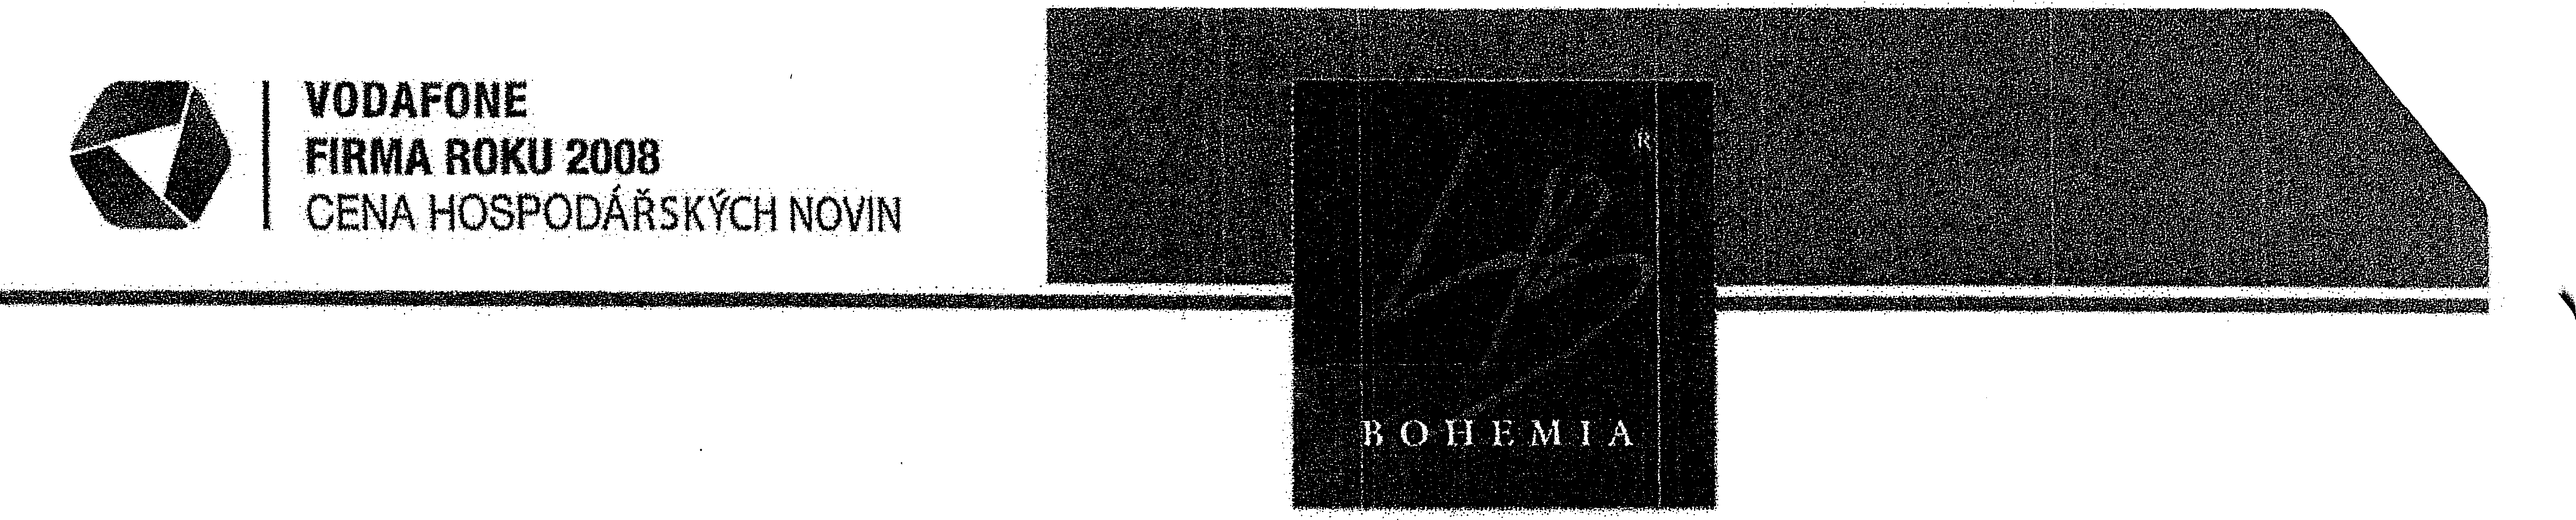 VODAFONE
FIRMA ROKU 2008
CENA HOSPODÁŘSKÝCH NOVIN
®
BOHEMIA